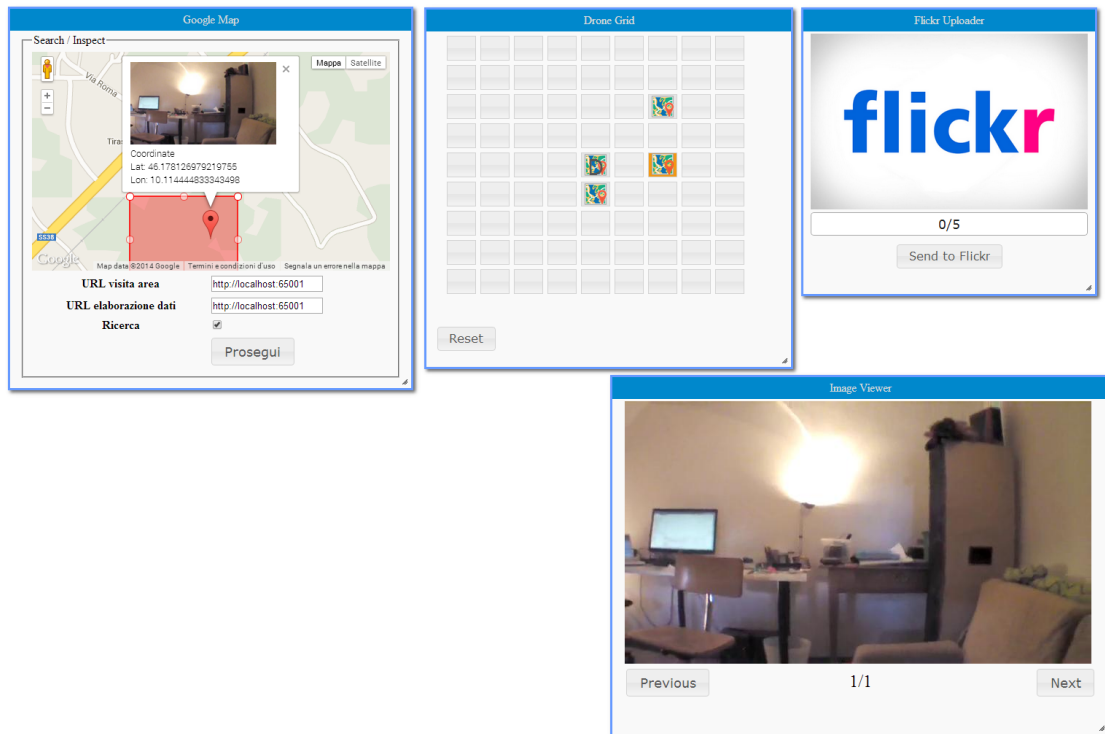 Google Map
Search / Inspect
Mappa Satellite
Via Roma
Tira
Coordinate
Lat: 46.178126979219755
Lon: 10.114444833343498
SS38
Google
Map data ©2014 Google
Termini e condizioni d'uso
Segnala un errore nella mappa
URL visita area
http://localhost:65001
URL elaborazione dati
http://localhost:65001
Ricerca
Prosegui
Drone Grid
Reset
Flickr Uploader
flickr
0/5
Send to Flickr
Image Viewer
Previous
1/1
Next